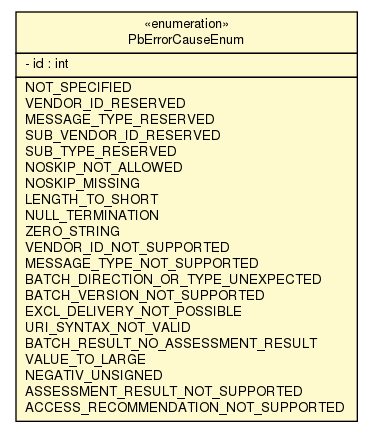 «enumeration»
PbErrorCauseEnum
- id : int
NOT_SPECIFIED
VENDOR_ID_RESERVED
MESSAGE_TYPE_RESERVED
SUB_VENDOR_ID_RESERVED
SUB_TYPE_RESERVED
NOSKIP_NOT_ALLOWED
NOSKIP_MISSING
LENGTH_TO_SHORT
NULL_TERMINATION
ZERO_STRING
VENDOR_ID_NOT_SUPPORTED
MESSAGE_TYPE_NOT_SUPPORTED
BATCH_DIRECTION_OR_TYPE_UNEXPECTED
BATCH_VERSION_NOT_SUPPORTED
EXCL_DELIVERY_NOT_POSSIBLE
URI_SYNTAX_NOT_VALID
BATCH_RESULT_NO_ASSESSMENT_RESULT
VALUE_TO_LARGE
NEGATIV_UNSIGNED
ASSESSMENT_RESULT_NOT_SUPPORTED
ACCESS_RECOMMENDATION_NOT_SUPPORTED